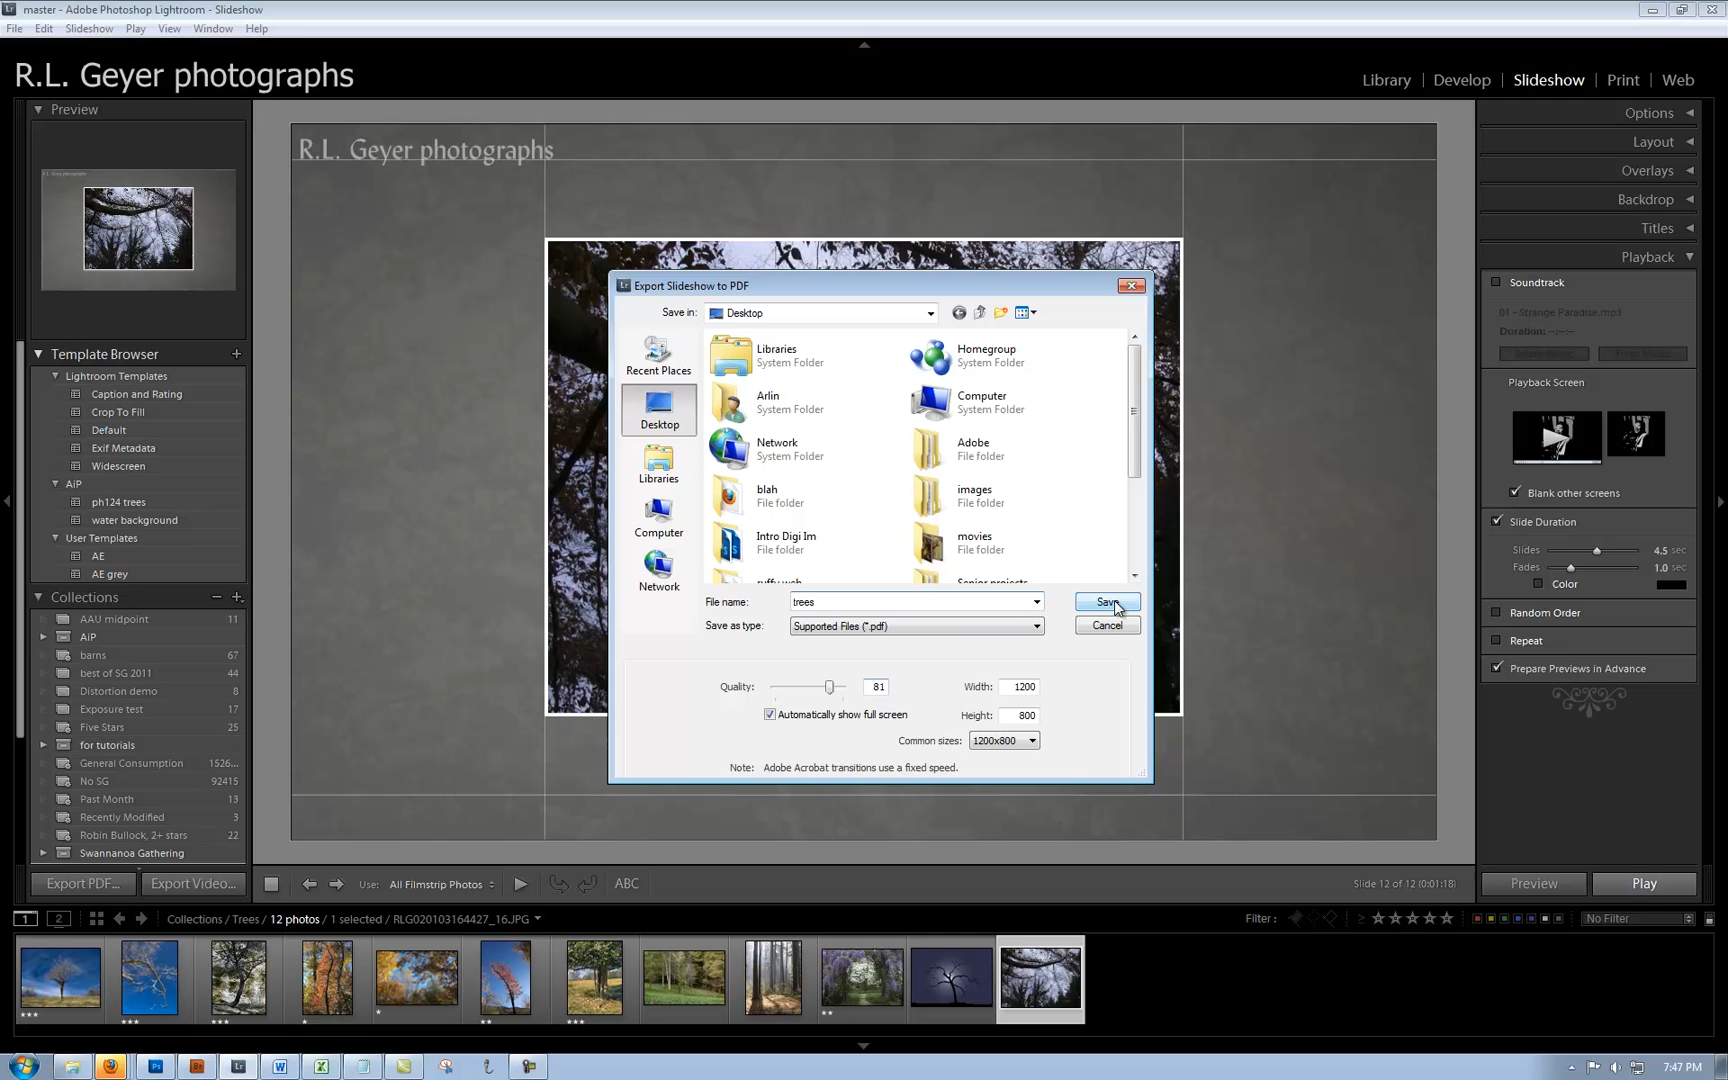 master - Adobe Photoshop Lightroom - Slideshow
File Edit Slideshow Play View Window Help
R.L. Geyer photographs
Library | Develop | Slideshow | Print | Web
Preview
R.L. Geyer photographs
Template Browser
Lightroom Templates
Caption and Rating
Crop To Fill
Default
Exif Metadata
Widescreen
AiP
ph124 trees
water background
User Templates
AE
AE grey
Collections
AAU midpoint 11
AiP
barns 67
best of SG 2011 44
Distortion demo 8
Exposure test 17
Five Stars 25
for tutorials
General Consumption 1526...
No SG 92415
Past Month 13
Recently Modified 3
Robin Bullock, 2+ stars 22
Swannanoa Gathering
Export PDF... Export Video...
Export Slideshow to PDF
Save in: Desktop
Recent Places
Desktop
Libraries
Computer
Network
Libraries
System Folder
Homegroup
System Folder
Arlin
System Folder
Computer
System Folder
Network
System Folder
Adobe
File folder
blah
File folder
images
File folder
Intro Digi Im
File folder
movies
File folder
File name: trees
Save
Save as type: Supported Files (*.pdf)
Cancel
Quality: 81
Width: 1200
Automatically show full screen
Height: 800
Common sizes: 1200x800
Note: Adobe Acrobat transitions use a fixed speed.
Options
Layout
Overlays
Backdrop
Titles
Playback
Soundtrack
01 - Strange Paradise.mp3
Duration: --:--:--
Playback Screen
Blank other screens
Slide Duration
Slides 4.5 sec
Fades 1.0 sec
Color
Random Order
Repeat
Prepare Previews in Advance
Use: All Filmstrip Photos
ABC
Slide 12 of 12 (0:01:18)
Preview Play
1 2
Collections / Trees / 12 photos / 1 selected / RLG020103164427_16.JPG
Filter: No Filter
Ps Br Lr W X
7:47 PM